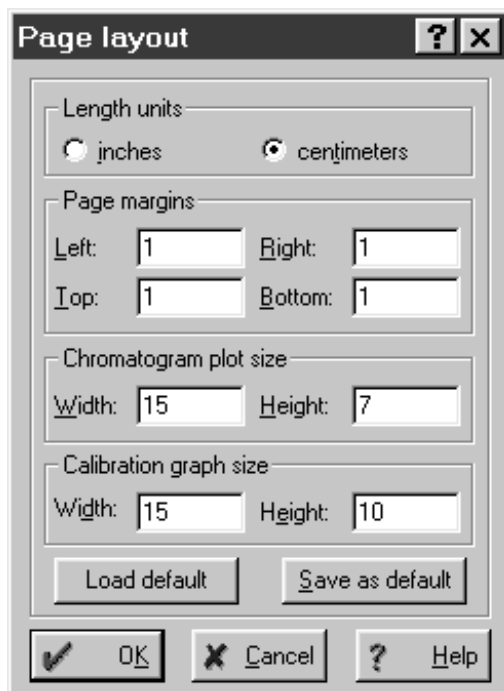 Page layout
Length units
inches centimeters
Page margins
Left: 1 Right: 1
Top: 1 Bottom: 1
Chromatogram plot size
Width: 15 Height: 7
Calibration graph size
Width: 15 Height: 10
Load default Save as default
OK Cancel ? Help